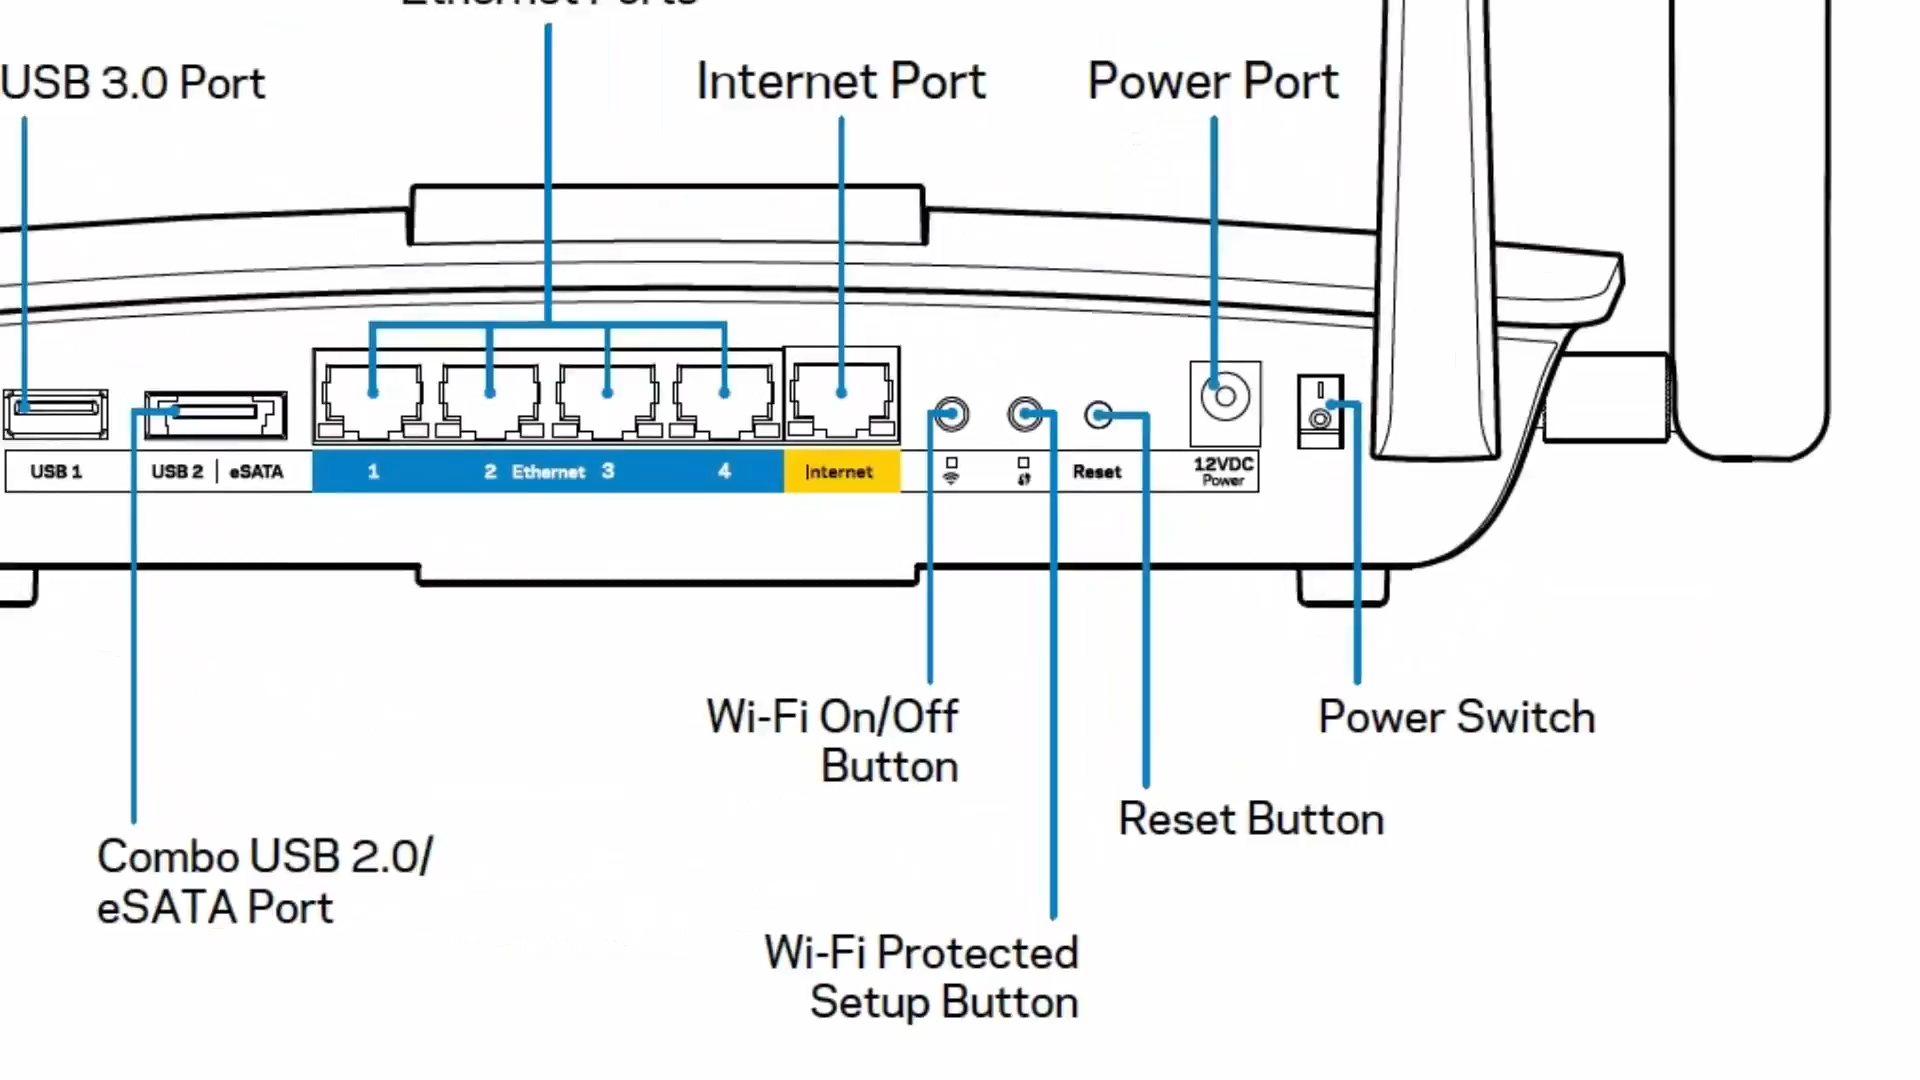 Ethernet Ports
USB 3.0 Port
Internet Port
Power Port
USB 1
USB 2 | eSATA
1
2 Ethernet 3
4
Internet
Reset
12VDC
Power
Wi-Fi On/Off
Button
Power Switch
Reset Button
Combo USB 2.0/
eSATA Port
Wi-Fi Protected
Setup Button